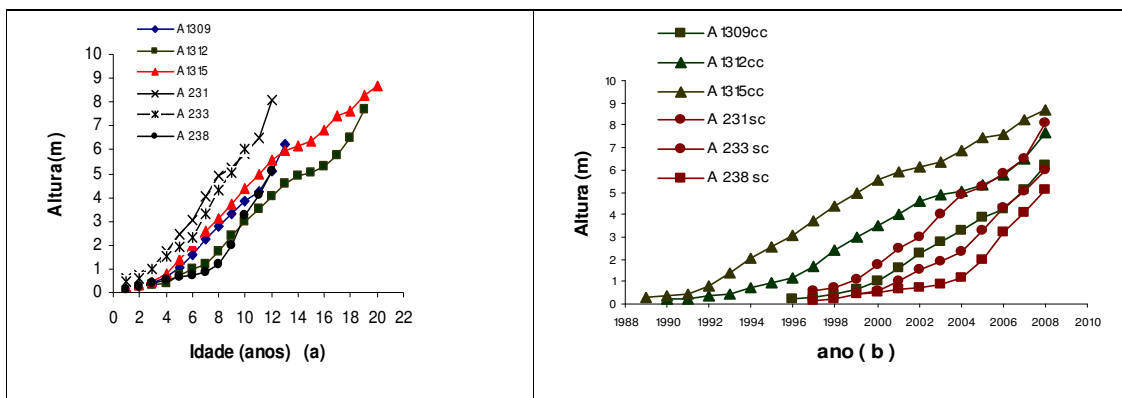 A1309
A1312
A1315
A 231
A 233
A 238
10
9
8
7
6
5
4
3
2
1
0
Altura(m)
0 2 4 6 8 10 12 14 16 18 20 22
Idade (anos) (a)
A 1309cc
A 1312cc
A 1315cc
A 231sc
A 233 sc
A 238 sc
10
9
8
7
6
5
4
3
2
1
0
Altura (m)
1988 1990 1992 1994 1996 1998 2000 2002 2004 2006 2008 2010
ano ( b )